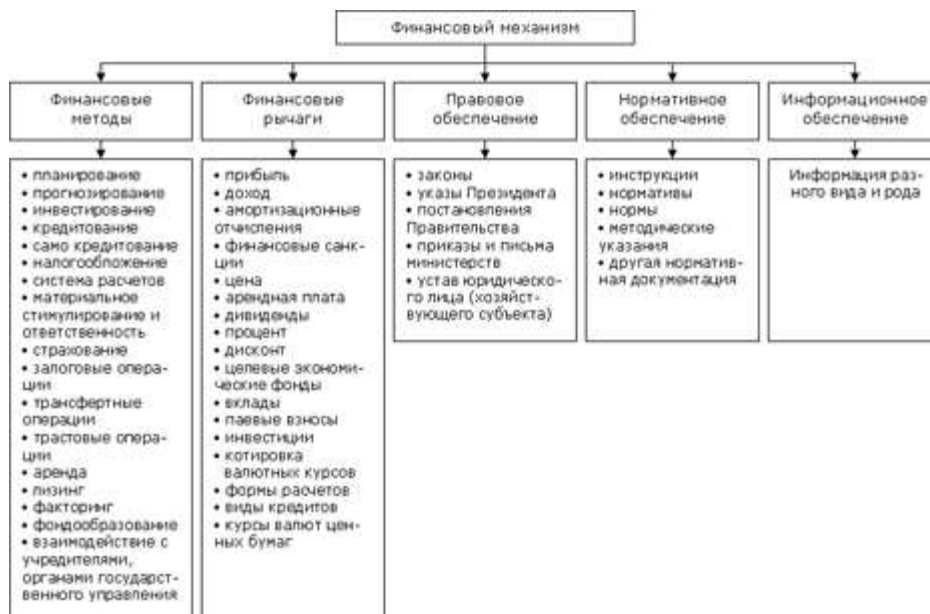 Финансовый механизм
Финансовые
методы
Финансовые
рычаги
Правовое
обеспечение
Нормативное
обеспечение
Информационное
обеспечение
• планирование
• прогнозирование
• инвестирование
• кредитование
• само кредитование
• налогообложение
• система расчетов
• материальное
стимулирование и
ответственность
• страхование
• залоговые опера-
ции
• трансфертные
операции
• трастовые опера-
ции
• аренда
• лизинг
• факторинг
• фондообразование
• взаимодействие с
учредителями,
органами государст-
венного управления
• прибыль
• доход
• амортизационные
отчисления
• финансовые санк-
ции
• цена
• арендная плата
• дивиденды
• процент
• дисконт
• целевые экономи-
ческие фонды
• вклады
• паевые взносы
• инвестиции
• котировка
валютных курсов
• формы расчетов
• виды кредитов
• курсы валют цен-
ных бумаг
• законы
• указы Президента
• постановления
Правительства
• приказы и письма
министерств
• устав юридическо-
го лица (хозяйст-
вующего субъекта)
• инструкции
• нормативы
• нормы
• методические
указания
• другая норматив-
ная документация
Информация раз-
ного вида и рода